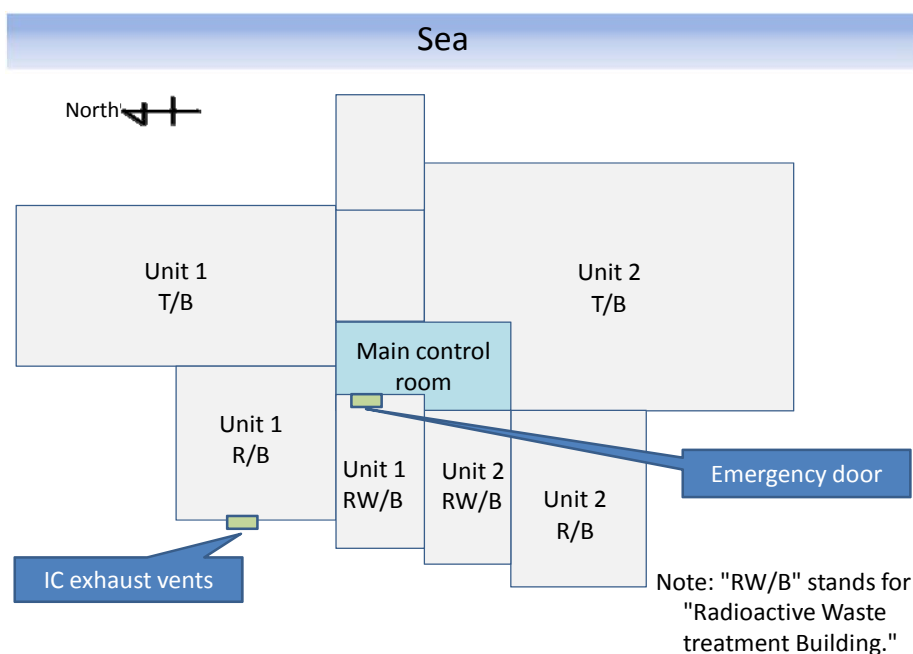 Sea
North
Unit 1
T/B
Unit 2
T/B
Main control
room
Unit 1
R/B
Unit 1
RW/B
Unit 2
RW/B
Unit 2
R/B
Emergency door
IC exhaust vents
Note: "RW/B" stands for
"Radioactive Waste
treatment Building."